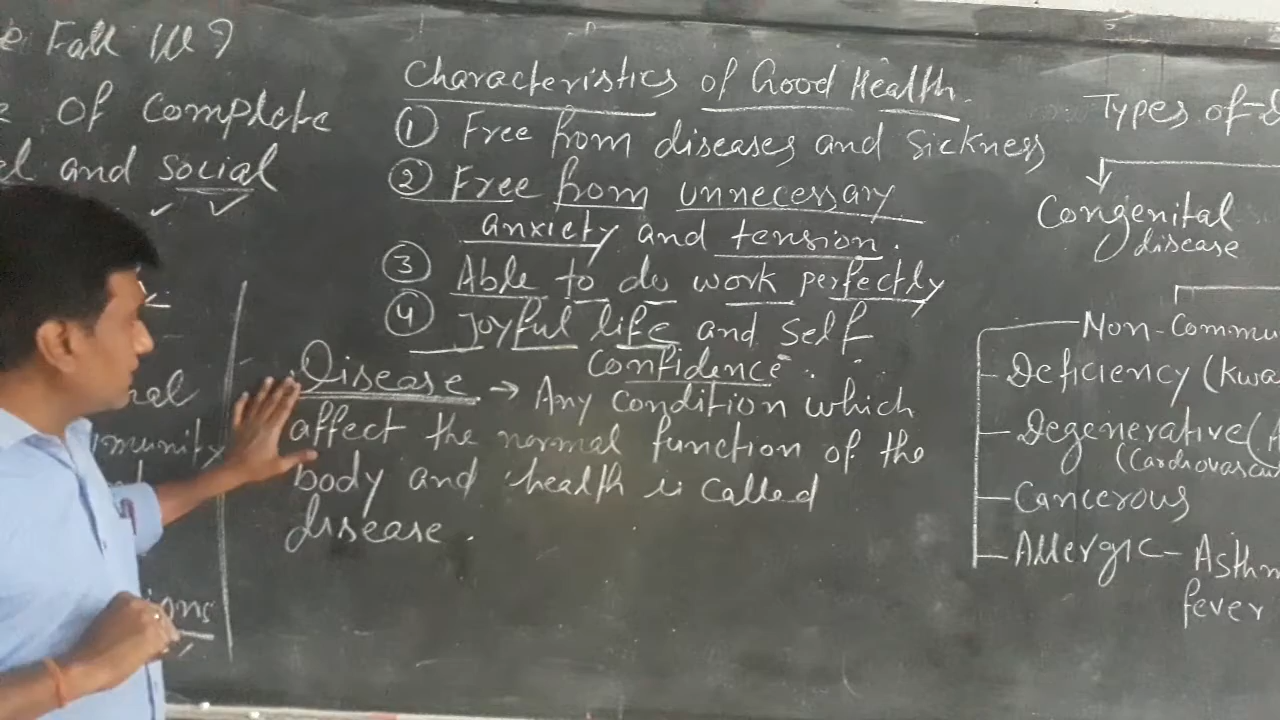 e Fall ill?
e of complete
and social
nal
munity
ions
Characteristics of Good Health.
① Free from diseases and Sickness
② Free from unnecessary
anxiety and tension.
③ Able to do work perfectly
④ Joyful life and Self
Confidence.
Disease → Any condition which
affect the normal function of the
body and health is called
disease.
Types of
Congenital
disease
Non-Commu
Deficiency (Kwa
Degenerative (
(Cardiovascu
Cancerous
Allergic - Asthm
fever